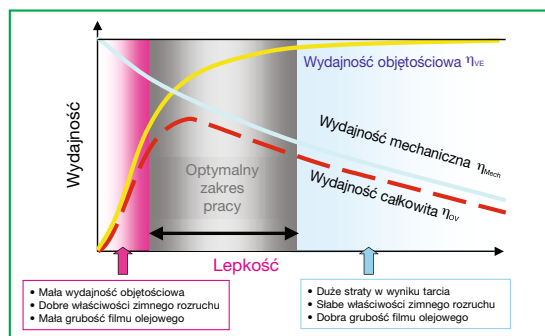 Wydajność
Wydajność objętościowa ηVE
Wydajność mechaniczna ηMech
Wydajność całkowita ηOV
Optymalny
zakres
pracy
Lepkość
• Mała wydajność objętościowa
• Dobre właściwości zimnego rozruchu
• Mała grubość filmu olejowego
• Duże straty w wyniku tarcia
• Słabe właściwości zimnego rozruchu
• Dobra grubość filmu olejowego